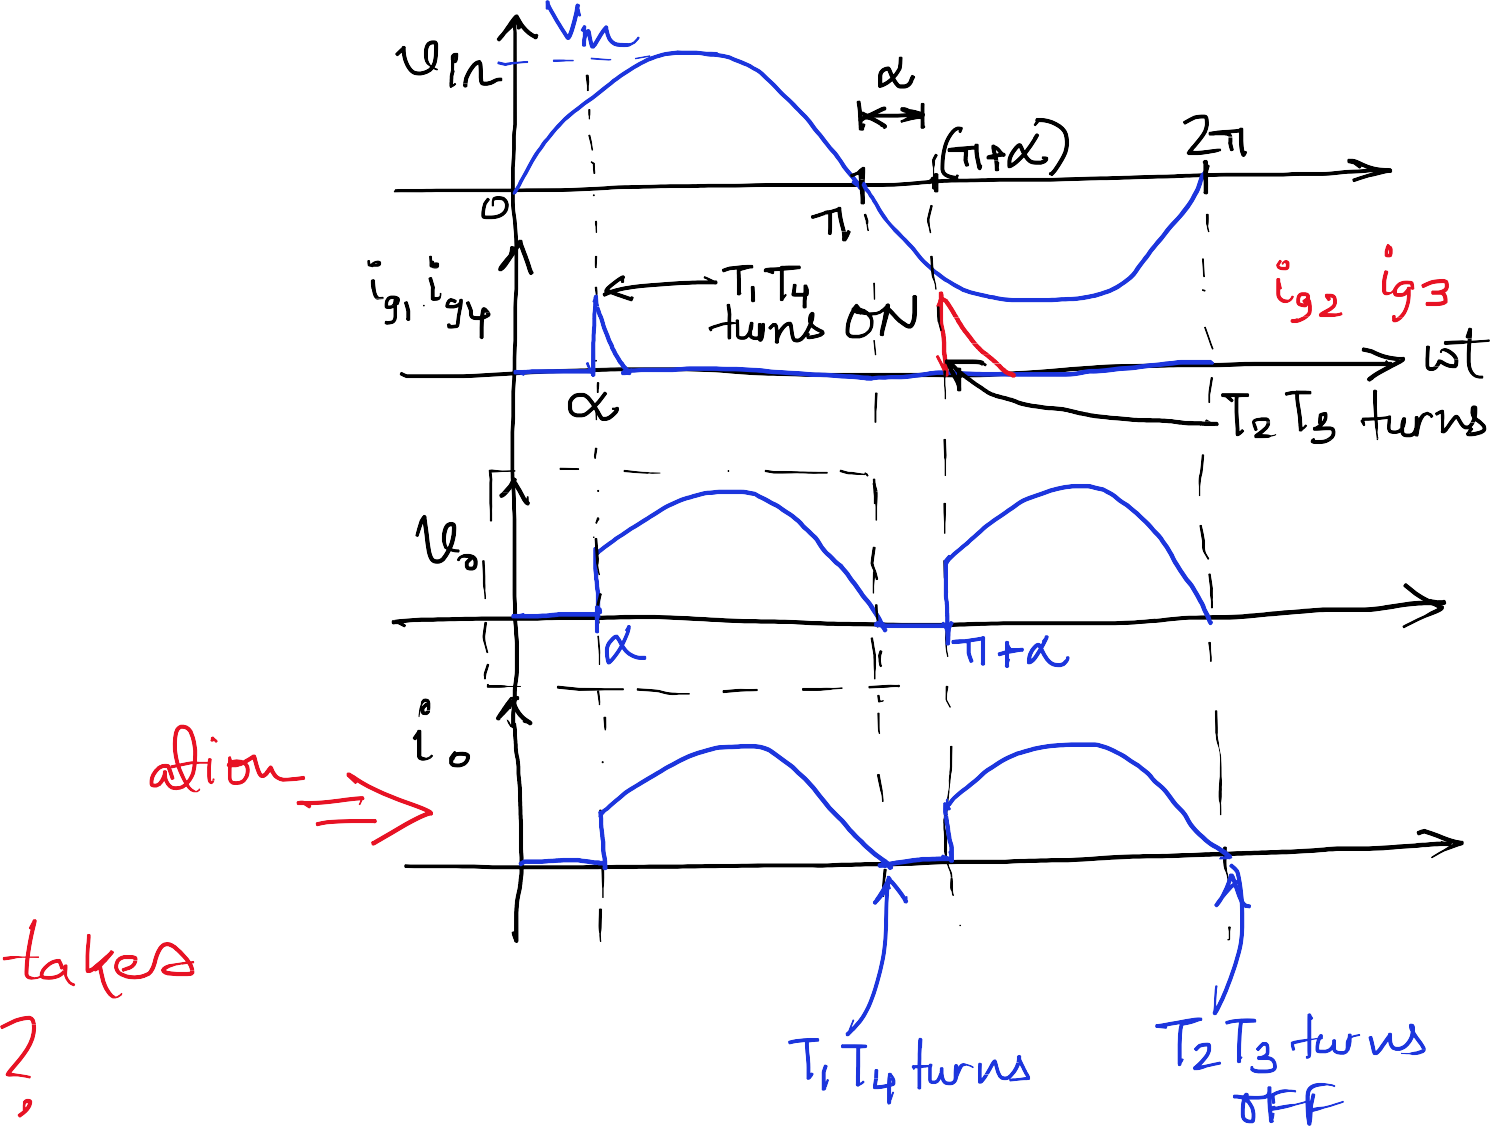 Vm
vin
α
(π+α)
2π
0
π
ig1 ig4
T1 T4
turns ON
ig2 ig3
ωt
α
T2 T3 turns
Vo
α
π+α
io
ation
takes
?
T1 T4 turns
T2 T3 turns
OFF